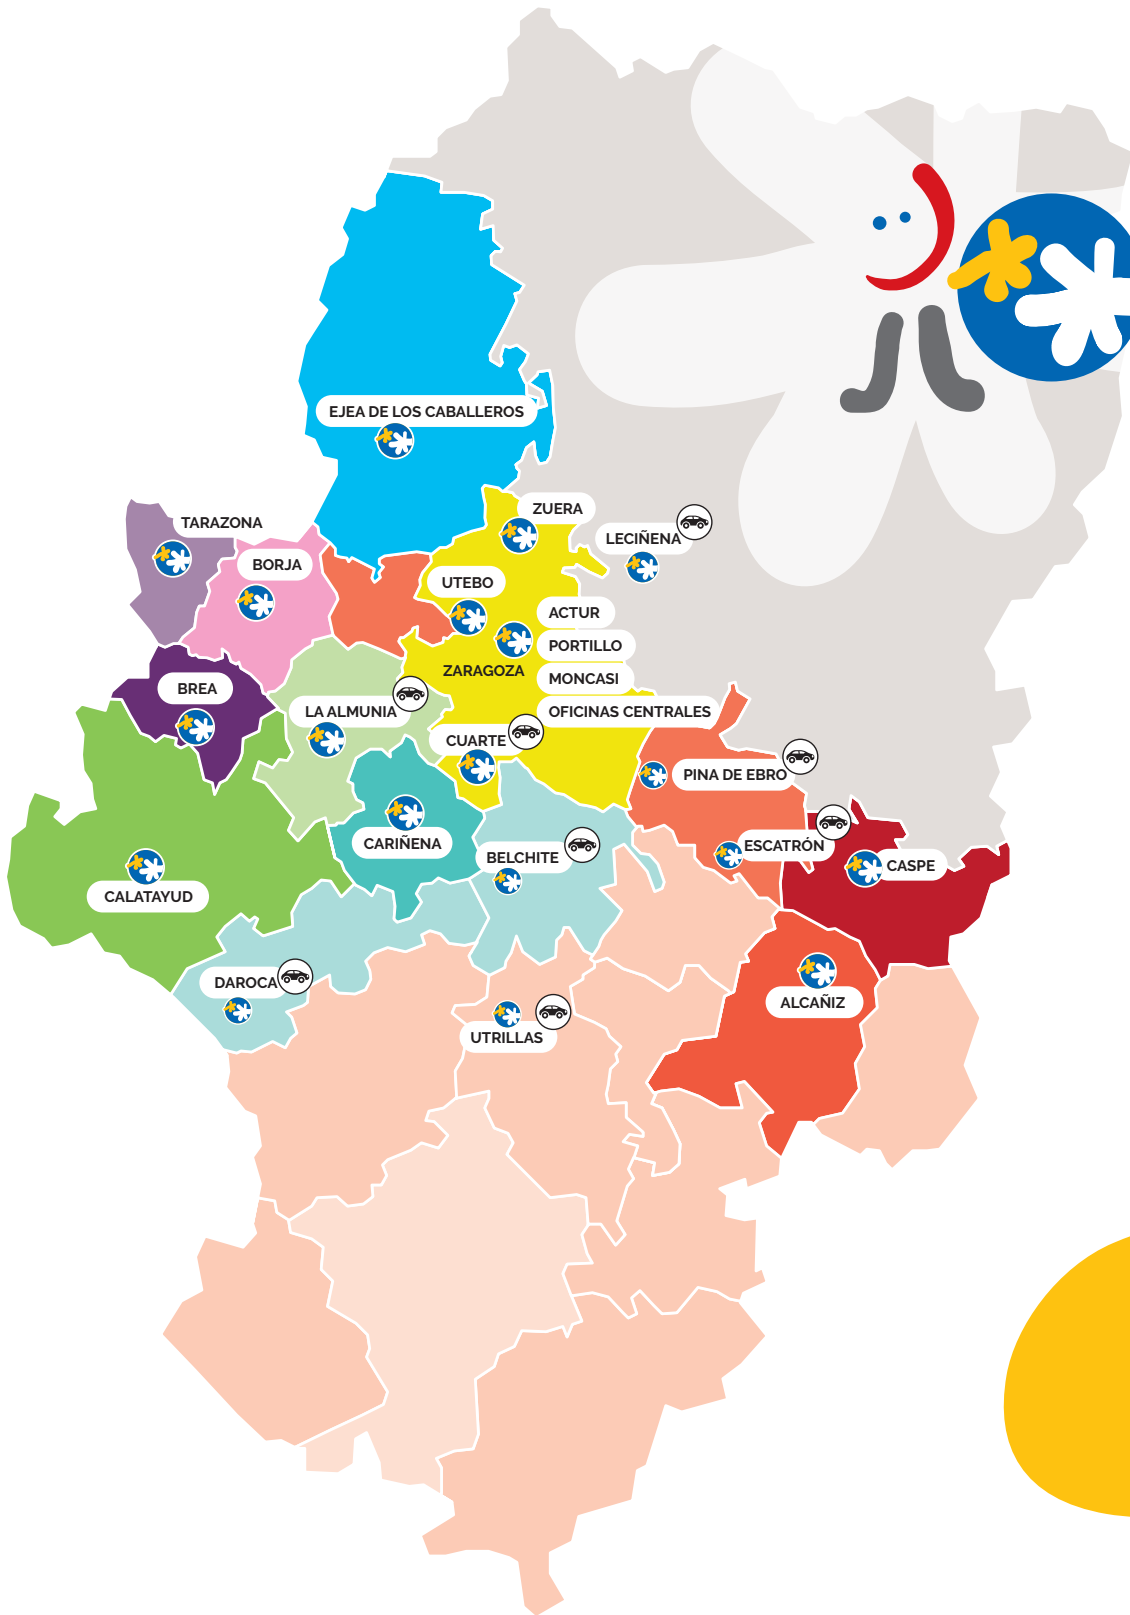 EJEA DE LOS CABALLEROS
ZUERA
TARAZONA
LECIÑENA
BORJA
UTEBO
ACTUR
PORTILLO
ZARAGOZA
MONCASI
BREA
LA ALMUNIA
OFICINAS CENTRALES
CUARTE
PINA DE EBRO
CARIÑENA
ESCATRÓN
BELCHITE
CASPE
CALATAYUD
DAROCA
ALCAÑIZ
UTRILLAS